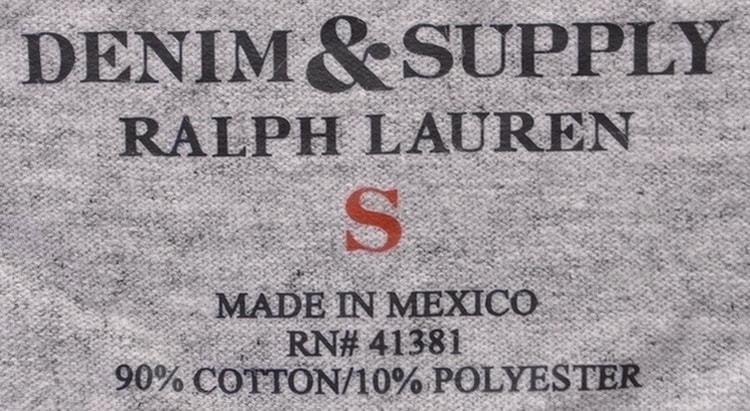 DENIM & SUPPLY
RALPH LAUREN
S
MADE IN MEXICO
RN# 41381
90% COTTON/10% POLYESTER